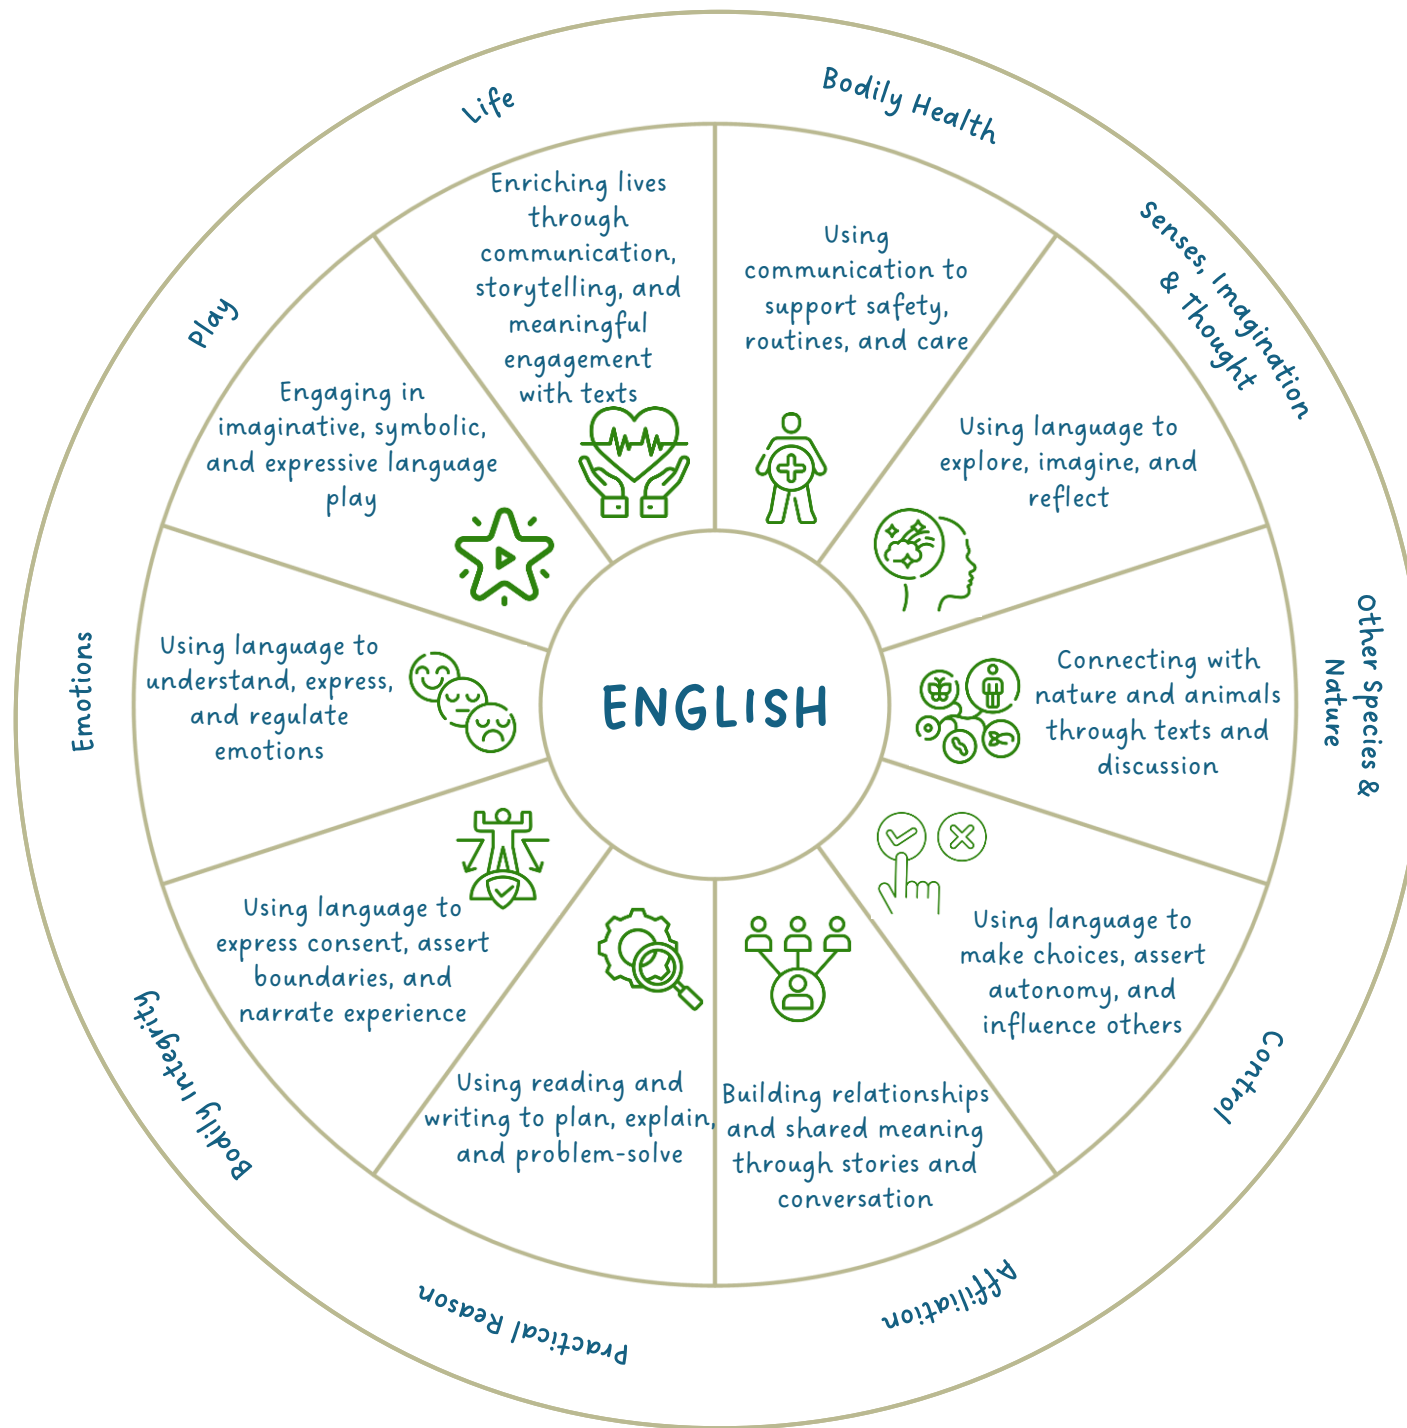 Life
Enriching lives
through
communication,
storytelling, and
meaningful
engagement
with texts
Bodily Health
Using
communication to
support safety,
routines, and care
Senses, Imagination
& Thought
Using language to
explore, imagine, and
reflect
Other Species &
Nature
Connecting with
nature and animals
through texts and
discussion
Control
Using language to
make choices, assert
autonomy, and
influence others
Affiliation
Building relationships
and shared meaning
through stories and
conversation
Practical Reason
Using reading and
writing to plan, explain,
and problem-solve
Bodily Integrity
Using language to
express consent, assert
boundaries, and
narrate experience
Emotions
Using language to
understand, express,
and regulate
emotions
Play
Engaging in
imaginative, symbolic,
and expressive language
play
ENGLISH